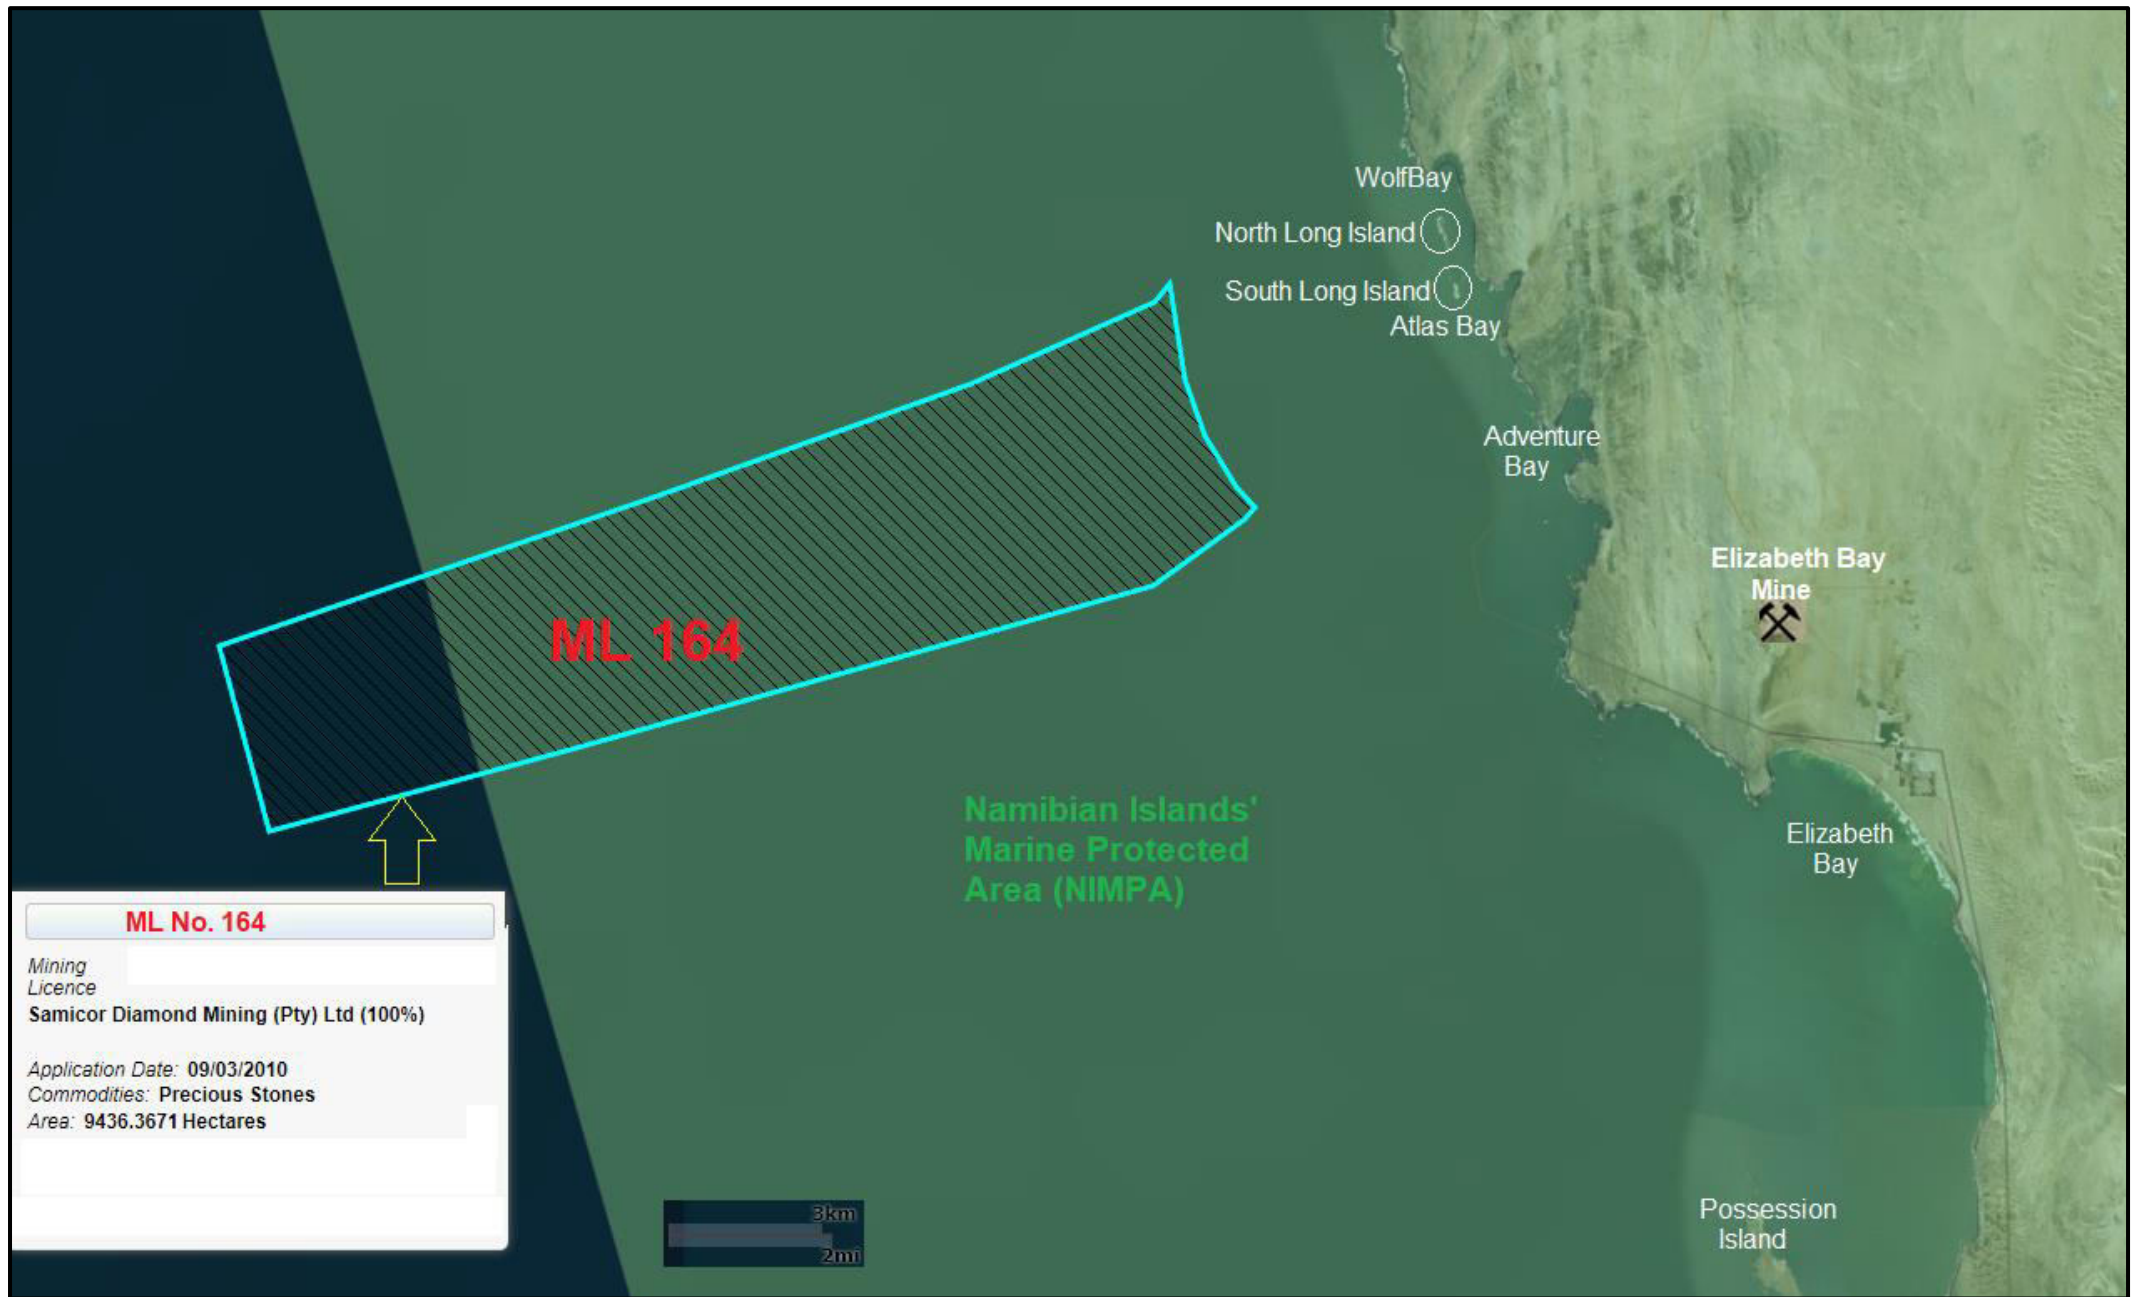 WolfBay
North Long Island
South Long Island
Atlas Bay
Adventure
Bay
Elizabeth Bay
Mine
ML 164
Namibian Islands'
Marine Protected
Area (NIMPA)
Elizabeth
Bay
ML No. 164
Mining
Licence
Samicor Diamond Mining (Pty) Ltd (100%)
Application Date: 09/03/2010
Commodities: Precious Stones
Area: 9436.3671 Hectares
3km
2mi
Possession
Island